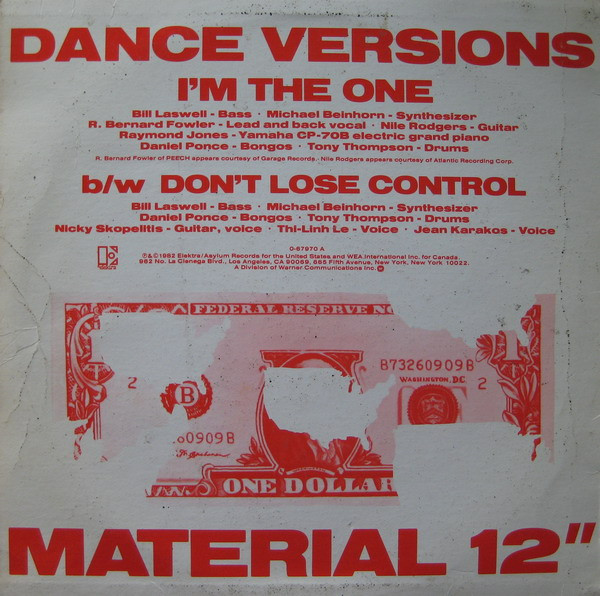 DANCE VERSIONS
I'M THE ONE
Bill Laswell - Bass · Michael Beinhorn - Synthesizer
R. Bernard Fowler - Lead and back vocal · Nile Rodgers - Guitar
Raymond Jones - Yamaha CP-70B electric grand piano
Daniel Ponce - Bongos · Tony Thompson - Drums
R. Bernard Fowler of PEECH appears courtesy of Garage Records. Nile Rodgers appears courtesy of Atlantic Recording Corp.
b/w DON'T LOSE CONTROL
Bill Laswell - Bass · Michael Beinhorn - Synthesizer
Daniel Ponce - Bongos · Tony Thompson - Drums
Nicky Skopelitis - Guitar, voice · Thi-Linh Le - Voice · Jean Karakos - Voice
0-67970 A
℗&©1982 Elektra/Asylum Records for the United States and WEA International Inc. for Canada.
962 No. La Cienega Blvd., Los Angeles, CA 90069, 665 Fifth Avenue, New York, New York 10022.
A Division of Warner Communications Inc.
FEDERAL RESERVE NO
1
B73260909B
WASHINGTON, D.C.
2
2
B
60909B
ONE DOLLAR
MATERIAL 12"